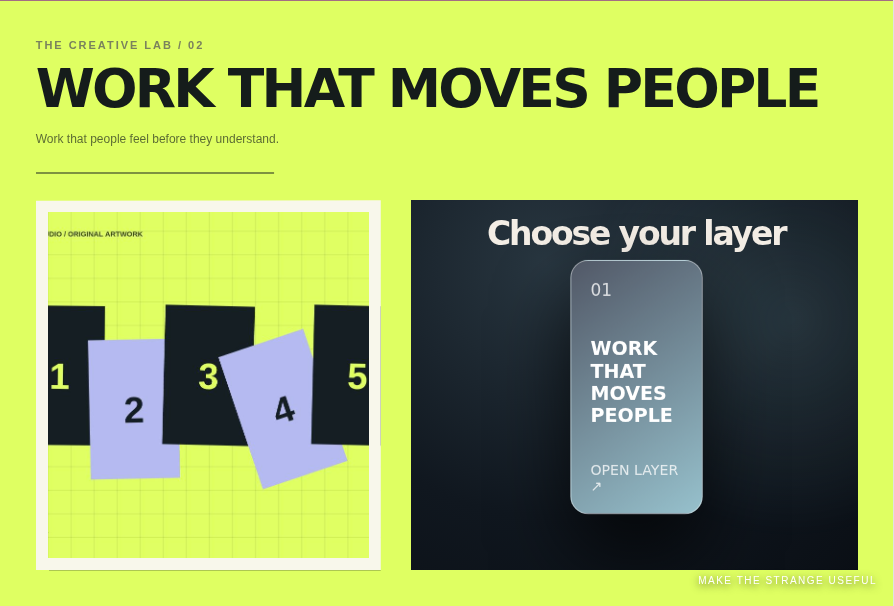 THE CREATIVE LAB / 02
WORK THAT MOVES PEOPLE
Work that people feel before they understand.
/ ORIGINAL ARTWORK
1
2
3
4
5
Choose your layer
01
WORK
THAT
MOVES
PEOPLE
OPEN LAYER
↗
MAKE THE STRANGE USEFUL